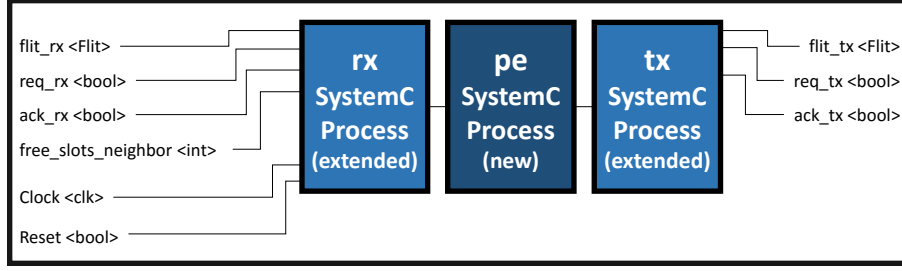 flit_rx <Flit>
req_rx <bool>
ack_rx <bool>
free_slots_neighbor <int>
Clock <clk>
Reset <bool>
rx
SystemC
Process
(extended)
pe
SystemC
Process
(new)
tx
SystemC
Process
(extended)
flit_tx <Flit>
req_tx <bool>
ack_tx <bool>